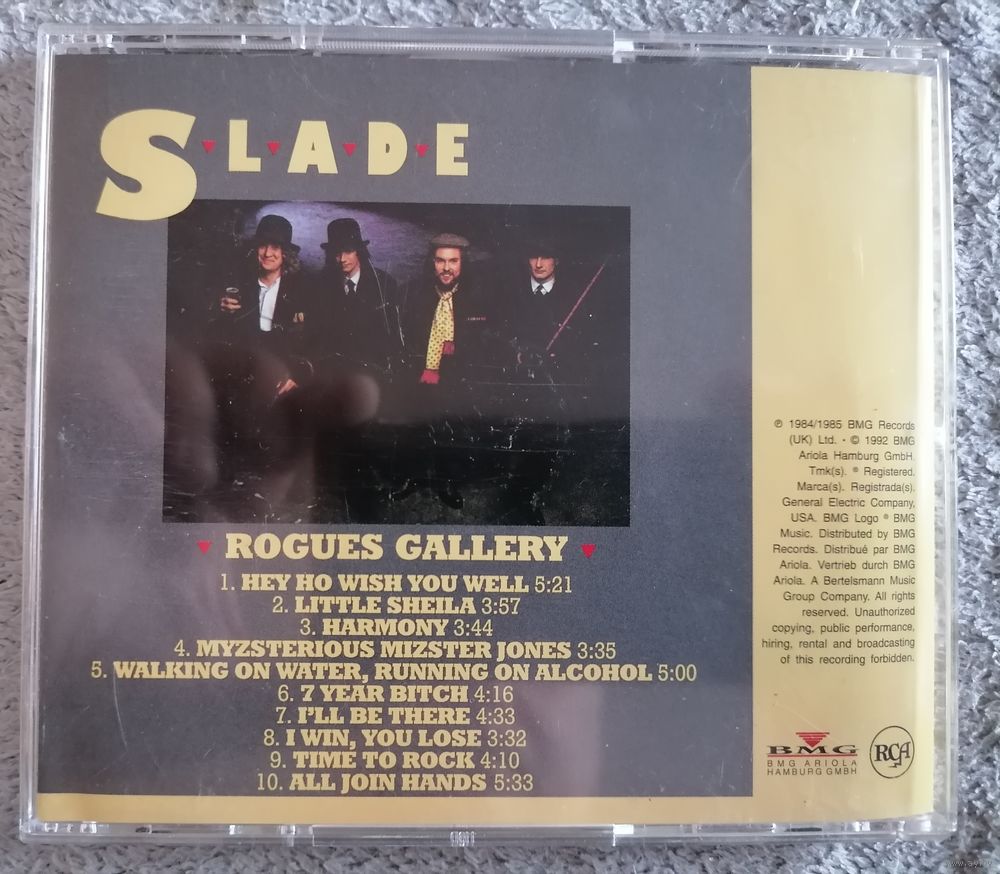 SLADE
ROGUES GALLERY
1. HEY HO WISH YOU WELL 5:21
2. LITTLE SHEILA 3:57
3. HARMONY 3:44
4. MYZSTERIOUS MIZSTER JONES 3:35
5. WALKING ON WATER, RUNNING ON ALCOHOL 5:00
6. 7 YEAR BITCH 4:16
7. I'LL BE THERE 4:33
8. I WIN, YOU LOSE 3:32
9. TIME TO ROCK 4:10
10. ALL JOIN HANDS 5:33
℗ 1984/1985 BMG Records
(UK) Ltd. · © 1992 BMG
Ariola Hamburg GmbH.
Tmk(s). ® Registered.
Marca(s). Registrada(s).
General Electric Company,
USA. BMG Logo ® BMG
Music. Distributed by BMG
Records. Distribué par BMG
Ariola. Vertrieb durch BMG
Ariola. A Bertelsmann Music
Group Company. All rights
reserved. Unauthorized
copying, public performance,
hiring, rental and broadcasting
of this recording forbidden.
BMG
BMG ARIOLA
HAMBURG GMBH
RCA